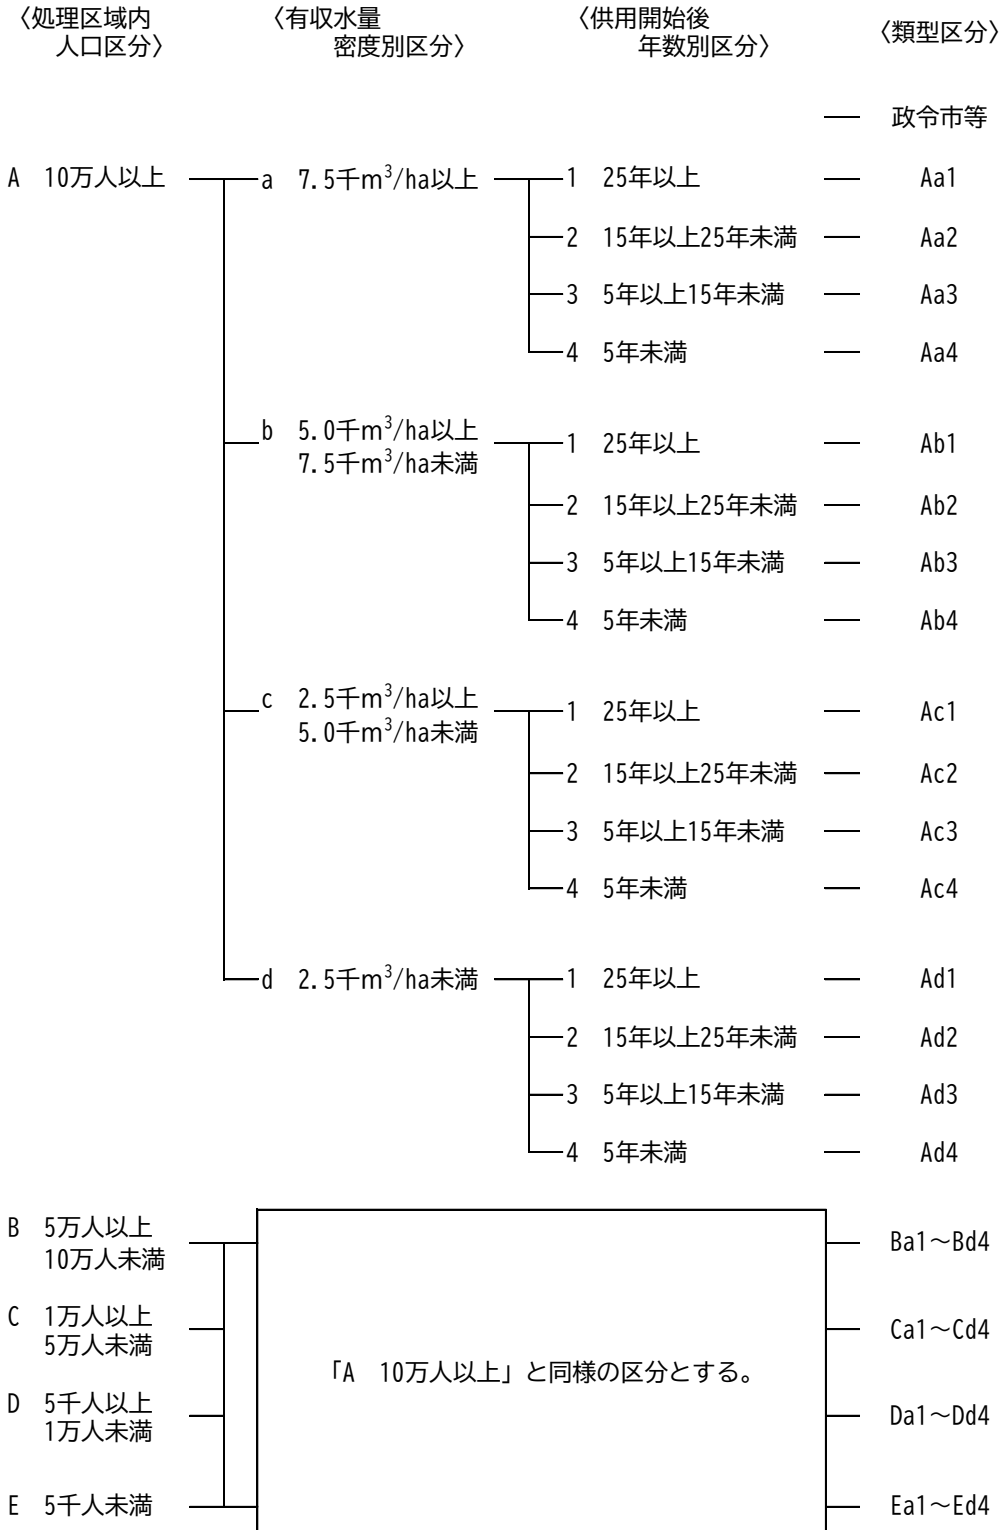 〈処理区域内
人口区分〉
〈有収水量
密度別区分〉
〈供用開始後
年数別区分〉
〈類型区分〉
政令市等
A 10万人以上 a 7.5千m³/ha以上 1 25年以上 Aa1
2 15年以上25年未満 Aa2
3 5年以上15年未満 Aa3
4 5年未満 Aa4
b 5.0千m³/ha以上
7.5千m³/ha未満
1 25年以上 Ab1
2 15年以上25年未満 Ab2
3 5年以上15年未満 Ab3
4 5年未満 Ab4
c 2.5千m³/ha以上
5.0千m³/ha未満
1 25年以上 Ac1
2 15年以上25年未満 Ac2
3 5年以上15年未満 Ac3
4 5年未満 Ac4
d 2.5千m³/ha未満 1 25年以上 Ad1
2 15年以上25年未満 Ad2
3 5年以上15年未満 Ad3
4 5年未満 Ad4
B 5万人以上
10万人未満
Ba1～Bd4
C 1万人以上
5万人未満
Ca1～Cd4
「A 10万人以上」と同様の区分とする。
D 5千人以上
1万人未満
Da1～Dd4
E 5千人未満 Ea1～Ed4